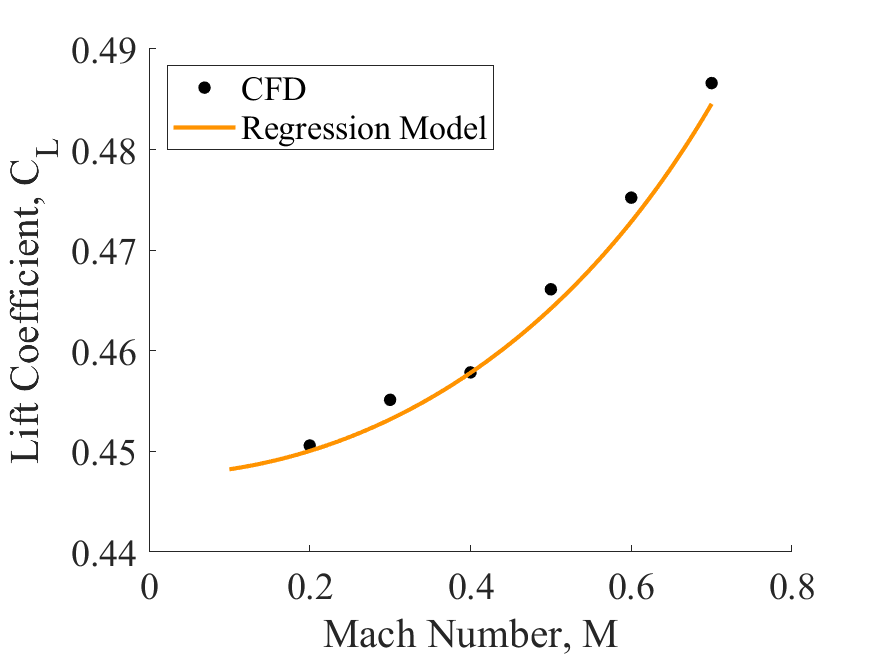 0.49
0.48
0.47
0.46
0.45
0.44
0
0.2
0.4
0.6
0.8
CFD
Regression Model
Lift Coefficient, C_L
Mach Number, M